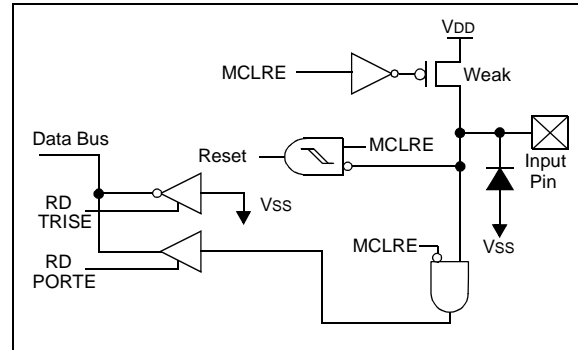 VDD
MCLRE
Weak
Data Bus
Reset
MCLRE
Input
Pin
RD
TRISE
VSS
VSS
MCLRE
RD
PORTE